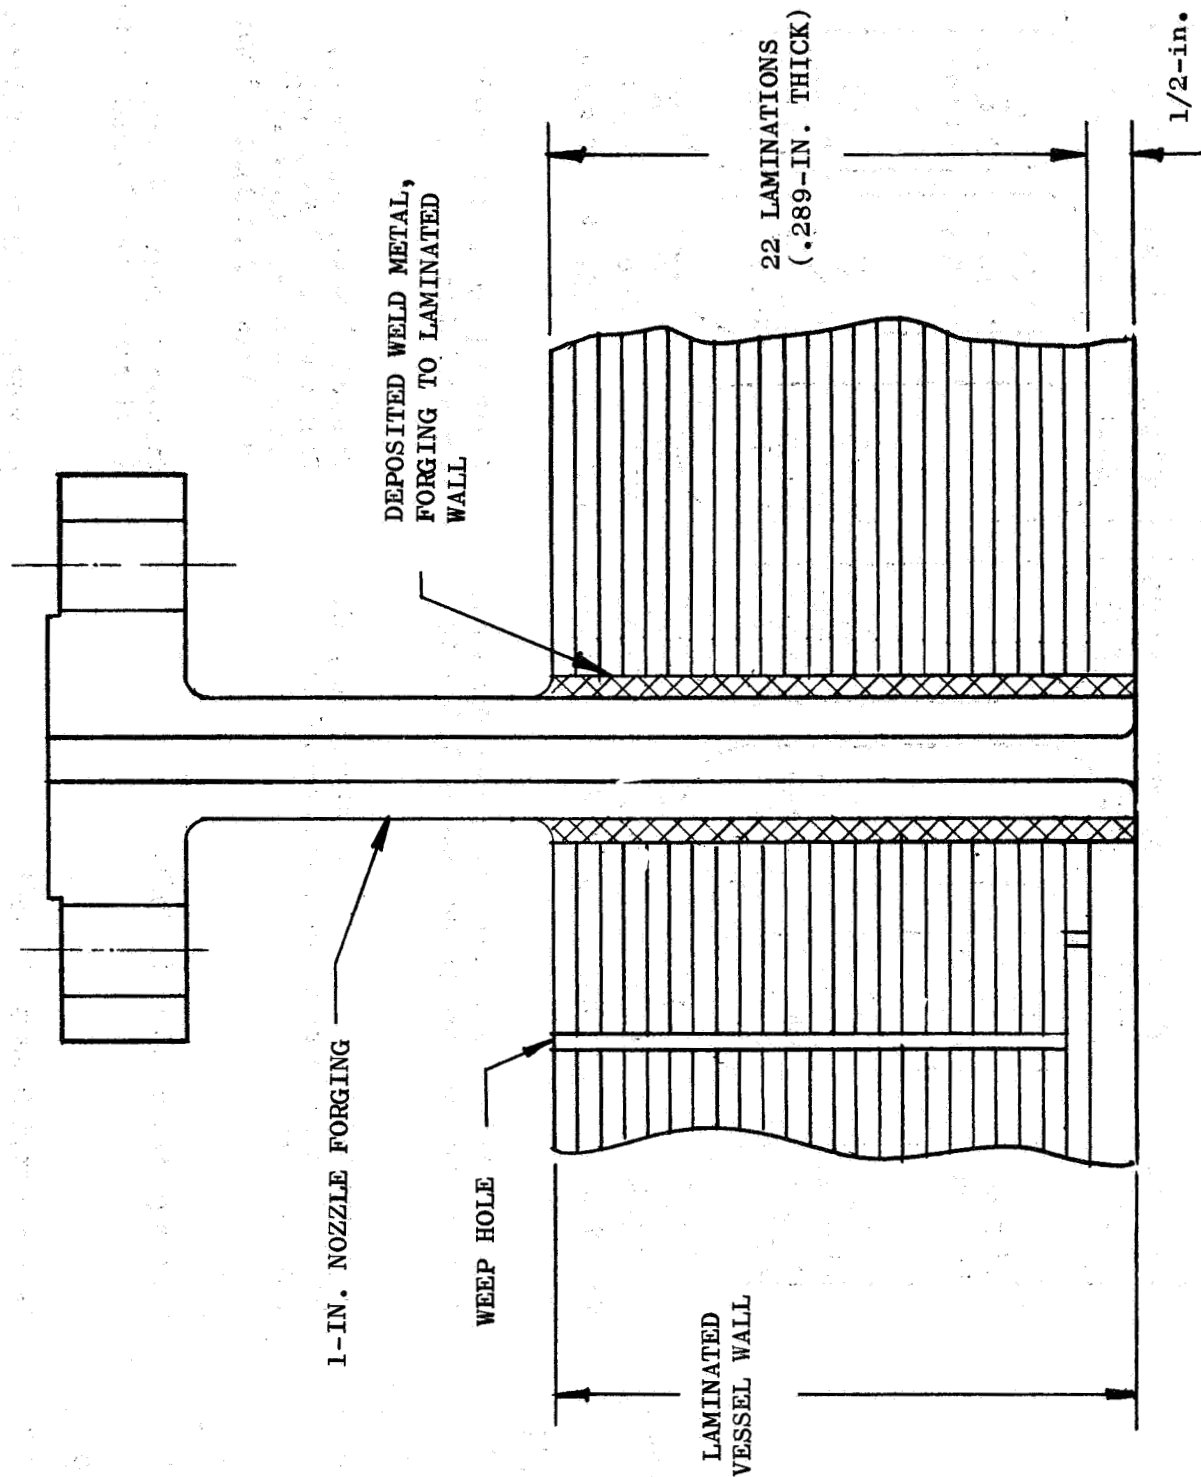 1-IN. NOZZLE FORGING
WEEP HOLE
LAMINATED
VESSEL WALL
DEPOSITED WELD METAL,
FORGING TO LAMINATED
WALL
22 LAMINATIONS
(.289-IN. THICK)
1/2-in.